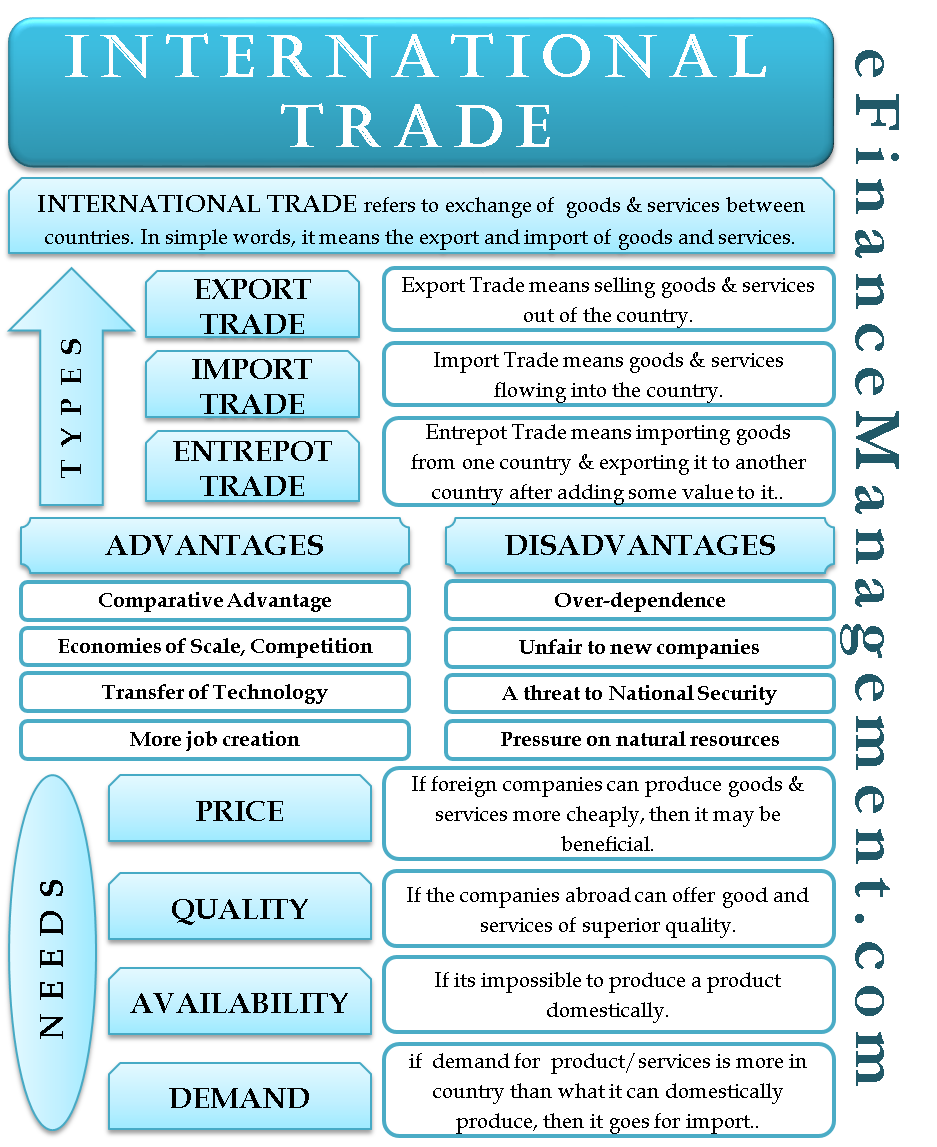 INTERNATIONAL
TRADE
INTERNATIONAL TRADE refers to exchange of goods & services between
countries. In simple words, it means the export and import of goods and services.
TYPES
EXPORT
TRADE
Export Trade means selling goods & services
out of the country.
IMPORT
TRADE
Import Trade means goods & services
flowing into the country.
ENTREPOT
TRADE
Entrepot Trade means importing goods
from one country & exporting it to another
country after adding some value to it..
ADVANTAGES
Comparative Advantage
Economies of Scale, Competition
Transfer of Technology
More job creation
DISADVANTAGES
Over-dependence
Unfair to new companies
A threat to National Security
Pressure on natural resources
NEEDS
PRICE
If foreign companies can produce goods &
services more cheaply, then it may be
beneficial.
QUALITY
If the companies abroad can offer good and
services of superior quality.
AVAILABILITY
If its impossible to produce a product
domestically.
DEMAND
if demand for product/services is more in
country than what it can domestically
produce, then it goes for import..
eFinanceManagement.com